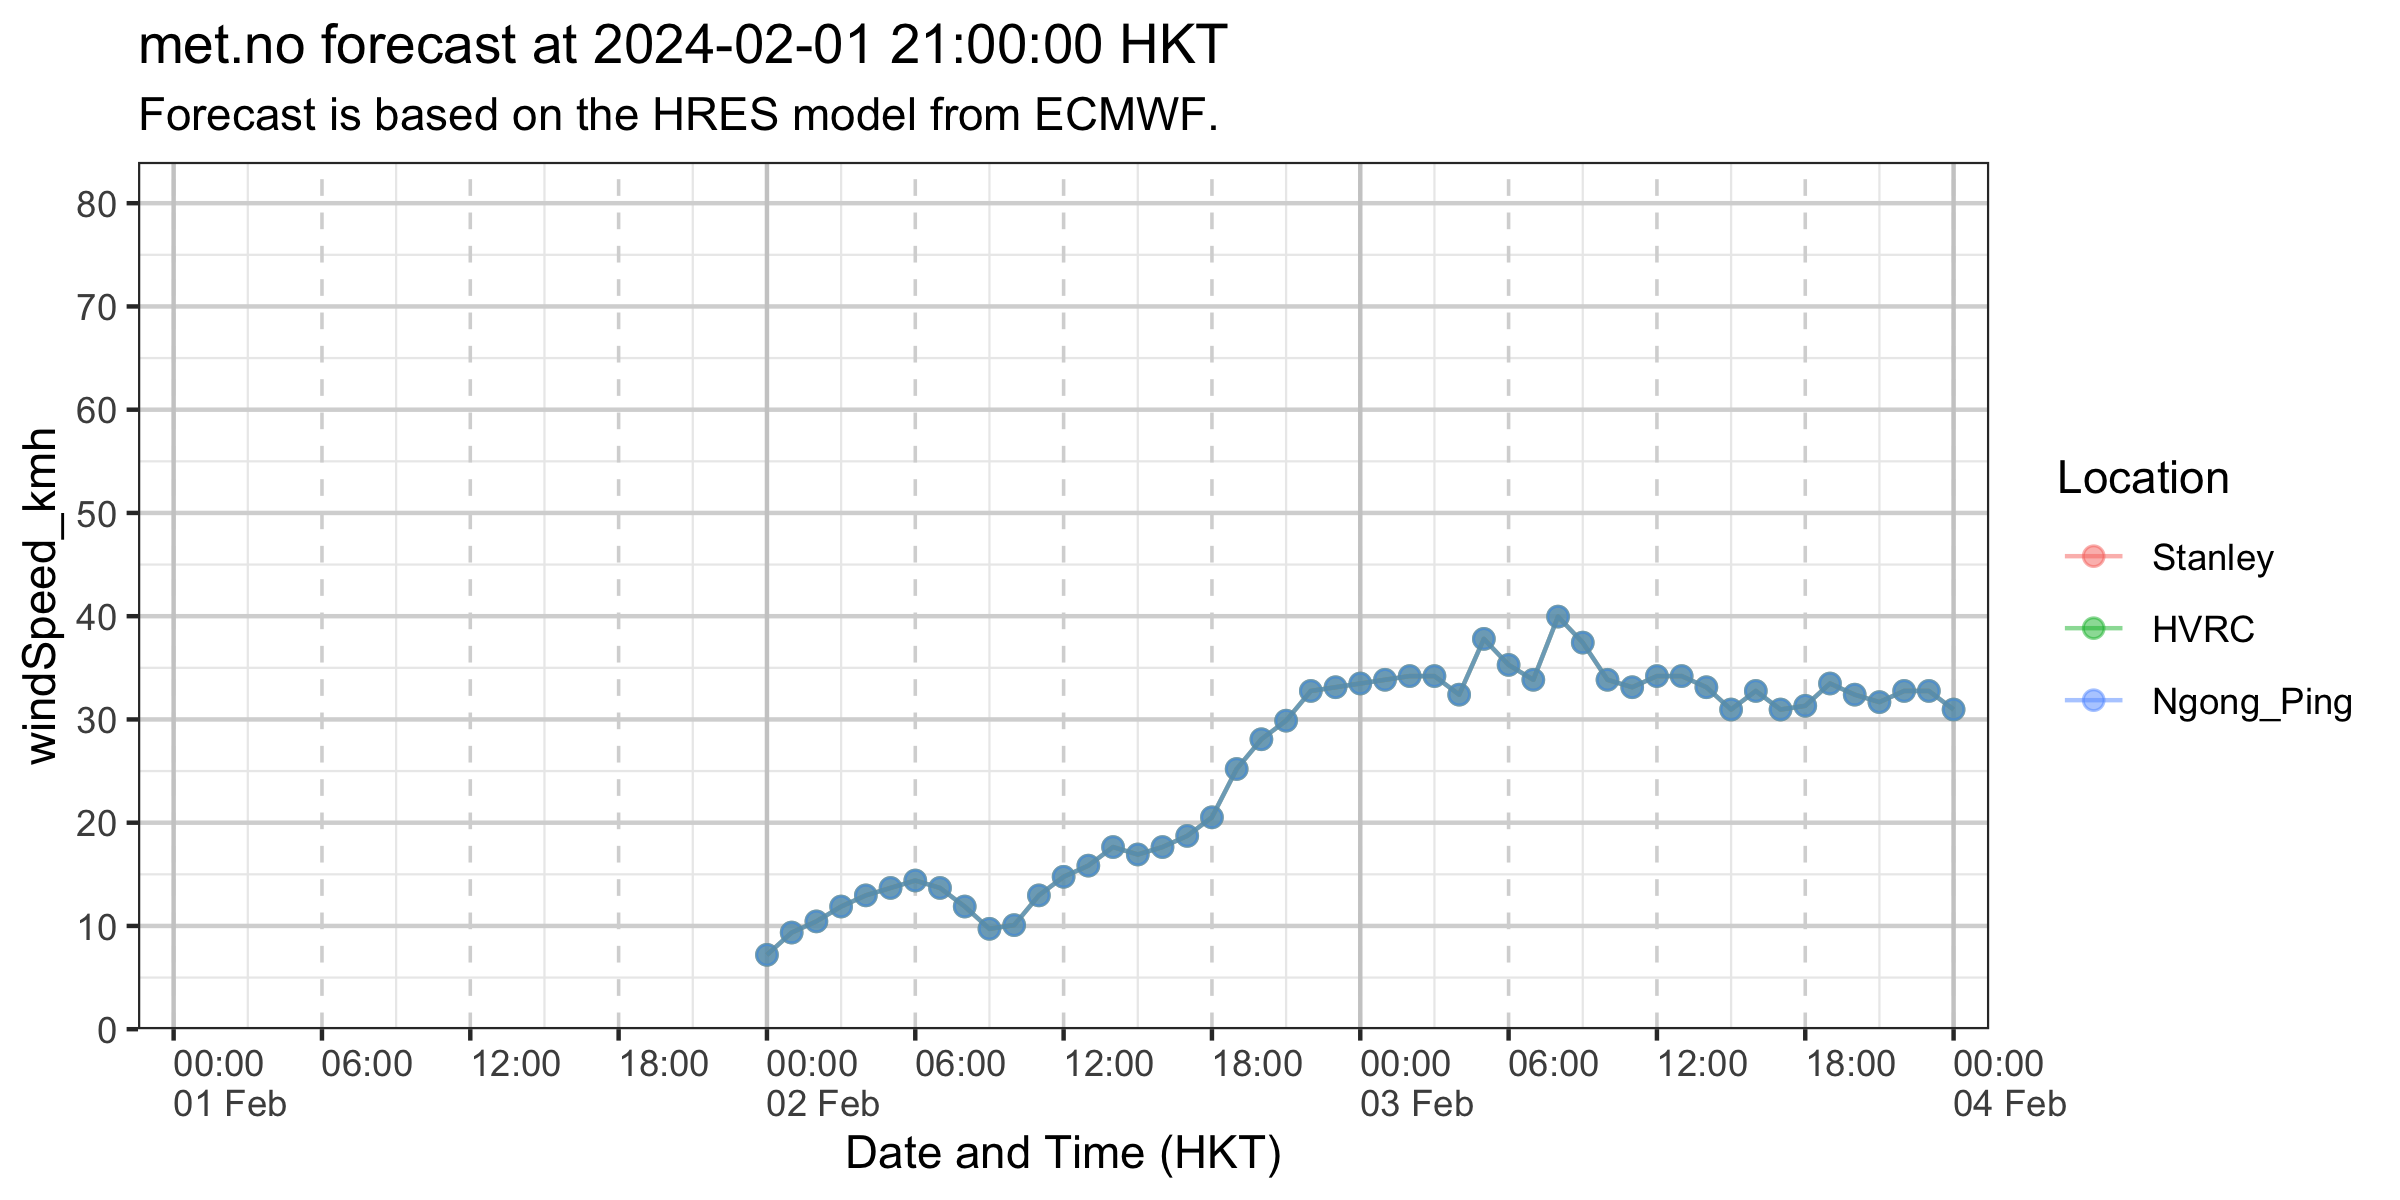 met.no forecast at 2024-02-01 21:00:00 HKT
Forecast is based on the HRES model from ECMWF.
windSpeed_kmh
80
70
60
50
40
30
20
10
0
00:00 06:00 12:00 18:00 00:00 06:00 12:00 18:00 00:00 06:00 12:00 18:00 00:00
01 Feb 02 Feb 03 Feb 04 Feb
Date and Time (HKT)
Location
Stanley
HVRC
Ngong_Ping